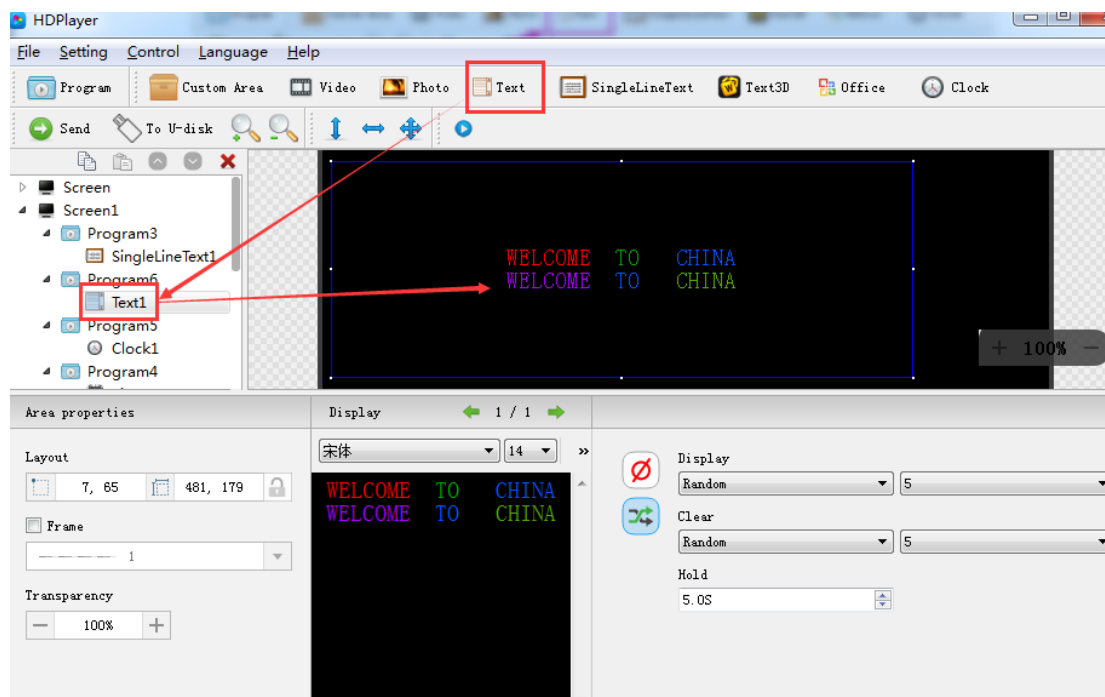 HDPlayer
File Setting Control Language Help
Program Custom Area Video Photo Text SingleLineText Text3D Office Clock
Send To U-disk
Screen
Screen1
Program3
SingleLineText1
Program6
Text1
Program5
Clock1
Program4
WELCOME TO CHINA
WELCOME TO CHINA
+ 100% −
Area properties
Layout
7, 65 481, 179
Frame
1
Transparency
— 100% +
Display 1 / 1
宋体 14 »
WELCOME TO CHINA
WELCOME TO CHINA
Display
Random 5
Clear
Random 5
Hold
5.0S